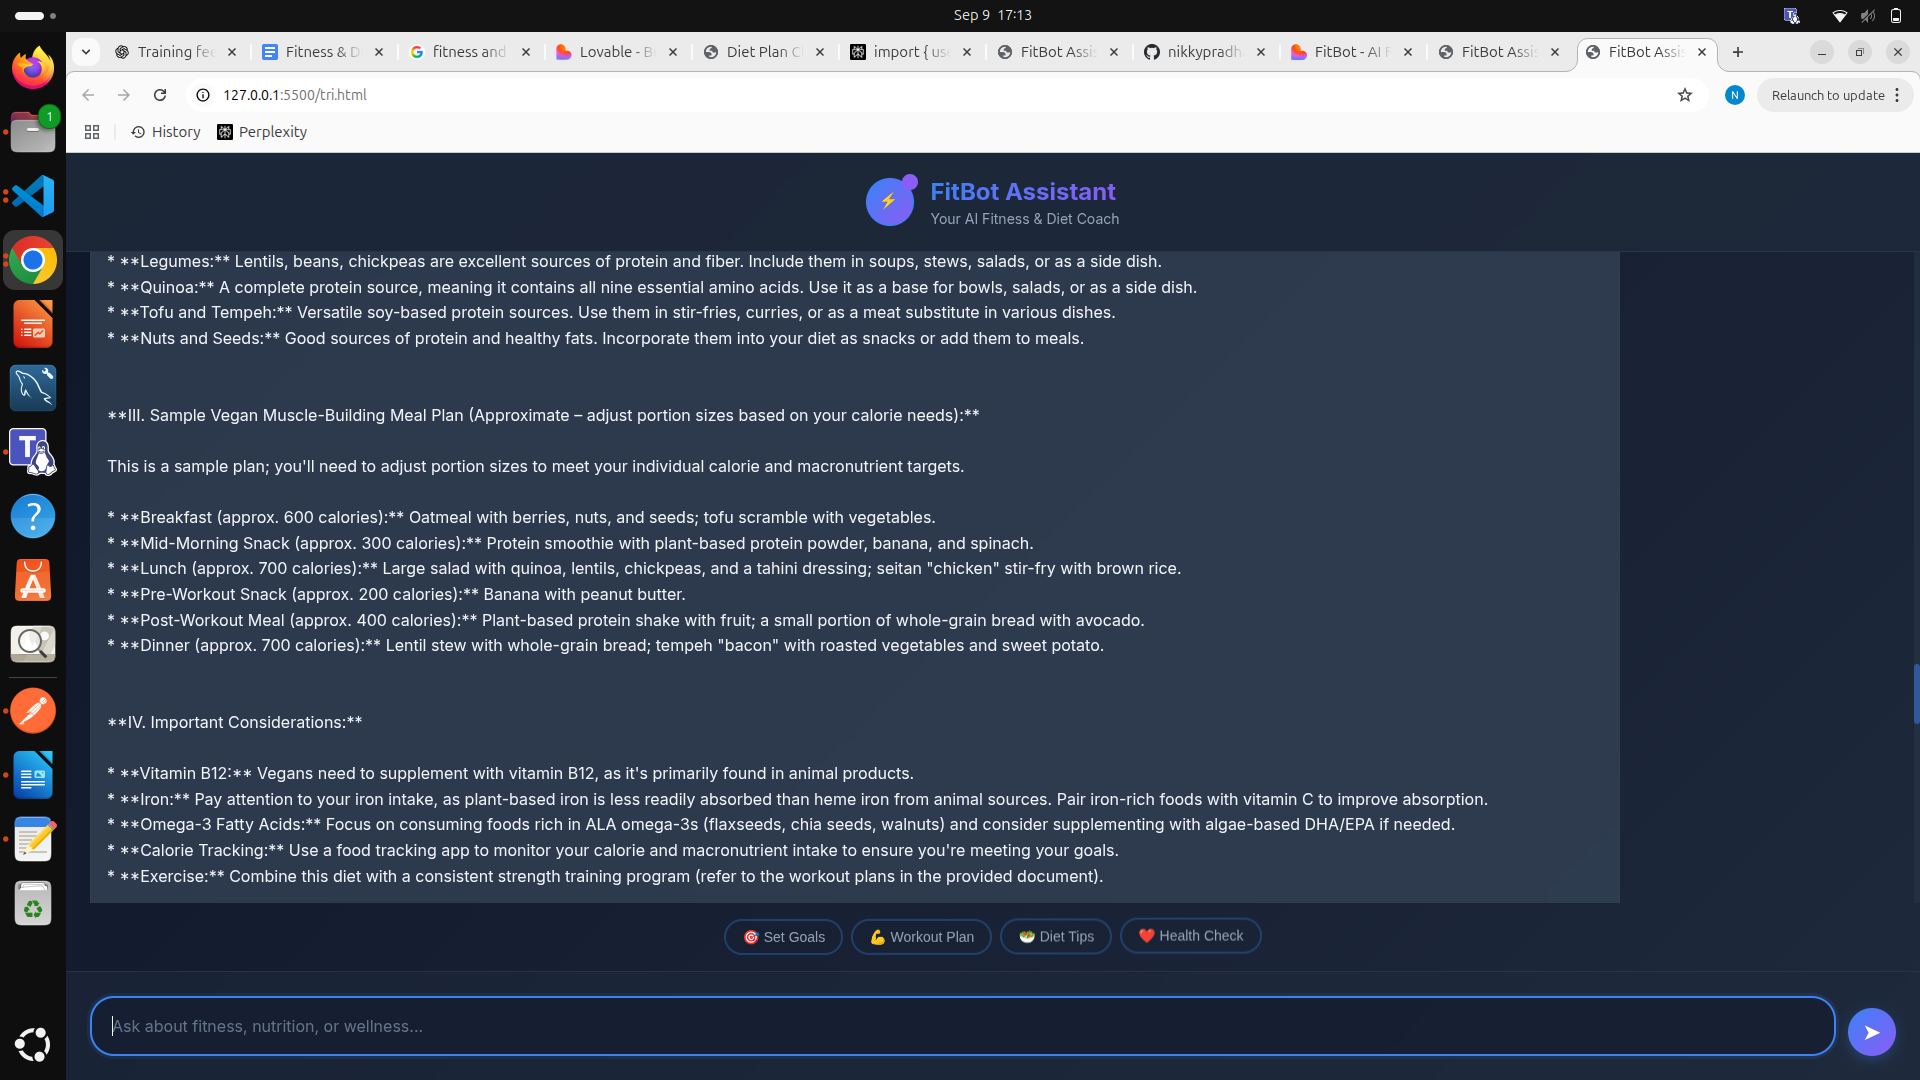 Sep 9 17:13
Training fee
Fitness & D
fitness and
Lovable - B
Diet Plan C
import { us
FitBot Assis
nikkypradh
FitBot - AI F
FitBot Assis
FitBot Assis
127.0.0.1:5500/tri.html
N
Relaunch to update
History
Perplexity
1
FitBot Assistant
Your AI Fitness & Diet Coach
* **Legumes:** Lentils, beans, chickpeas are excellent sources of protein and fiber. Include them in soups, stews, salads, or as a side dish.
* **Quinoa:** A complete protein source, meaning it contains all nine essential amino acids. Use it as a base for bowls, salads, or as a side dish.
* **Tofu and Tempeh:** Versatile soy-based protein sources. Use them in stir-fries, curries, or as a meat substitute in various dishes.
* **Nuts and Seeds:** Good sources of protein and healthy fats. Incorporate them into your diet as snacks or add them to meals.
**III. Sample Vegan Muscle-Building Meal Plan (Approximate – adjust portion sizes based on your calorie needs):**
This is a sample plan; you'll need to adjust portion sizes to meet your individual calorie and macronutrient targets.
* **Breakfast (approx. 600 calories):** Oatmeal with berries, nuts, and seeds; tofu scramble with vegetables.
* **Mid-Morning Snack (approx. 300 calories):** Protein smoothie with plant-based protein powder, banana, and spinach.
* **Lunch (approx. 700 calories):** Large salad with quinoa, lentils, chickpeas, and a tahini dressing; seitan "chicken" stir-fry with brown rice.
* **Pre-Workout Snack (approx. 200 calories):** Banana with peanut butter.
* **Post-Workout Meal (approx. 400 calories):** Plant-based protein shake with fruit; a small portion of whole-grain bread with avocado.
* **Dinner (approx. 700 calories):** Lentil stew with whole-grain bread; tempeh "bacon" with roasted vegetables and sweet potato.
**IV. Important Considerations:**
* **Vitamin B12:** Vegans need to supplement with vitamin B12, as it's primarily found in animal products.
* **Iron:** Pay attention to your iron intake, as plant-based iron is less readily absorbed than heme iron from animal sources. Pair iron-rich foods with vitamin C to improve absorption.
* **Omega-3 Fatty Acids:** Focus on consuming foods rich in ALA omega-3s (flaxseeds, chia seeds, walnuts) and consider supplementing with algae-based DHA/EPA if needed.
* **Calorie Tracking:** Use a food tracking app to monitor your calorie and macronutrient intake to ensure you're meeting your goals.
* **Exercise:** Combine this diet with a consistent strength training program (refer to the workout plans in the provided document).
🎯 Set Goals
💪 Workout Plan
🥗 Diet Tips
❤️ Health Check
Ask about fitness, nutrition, or wellness...